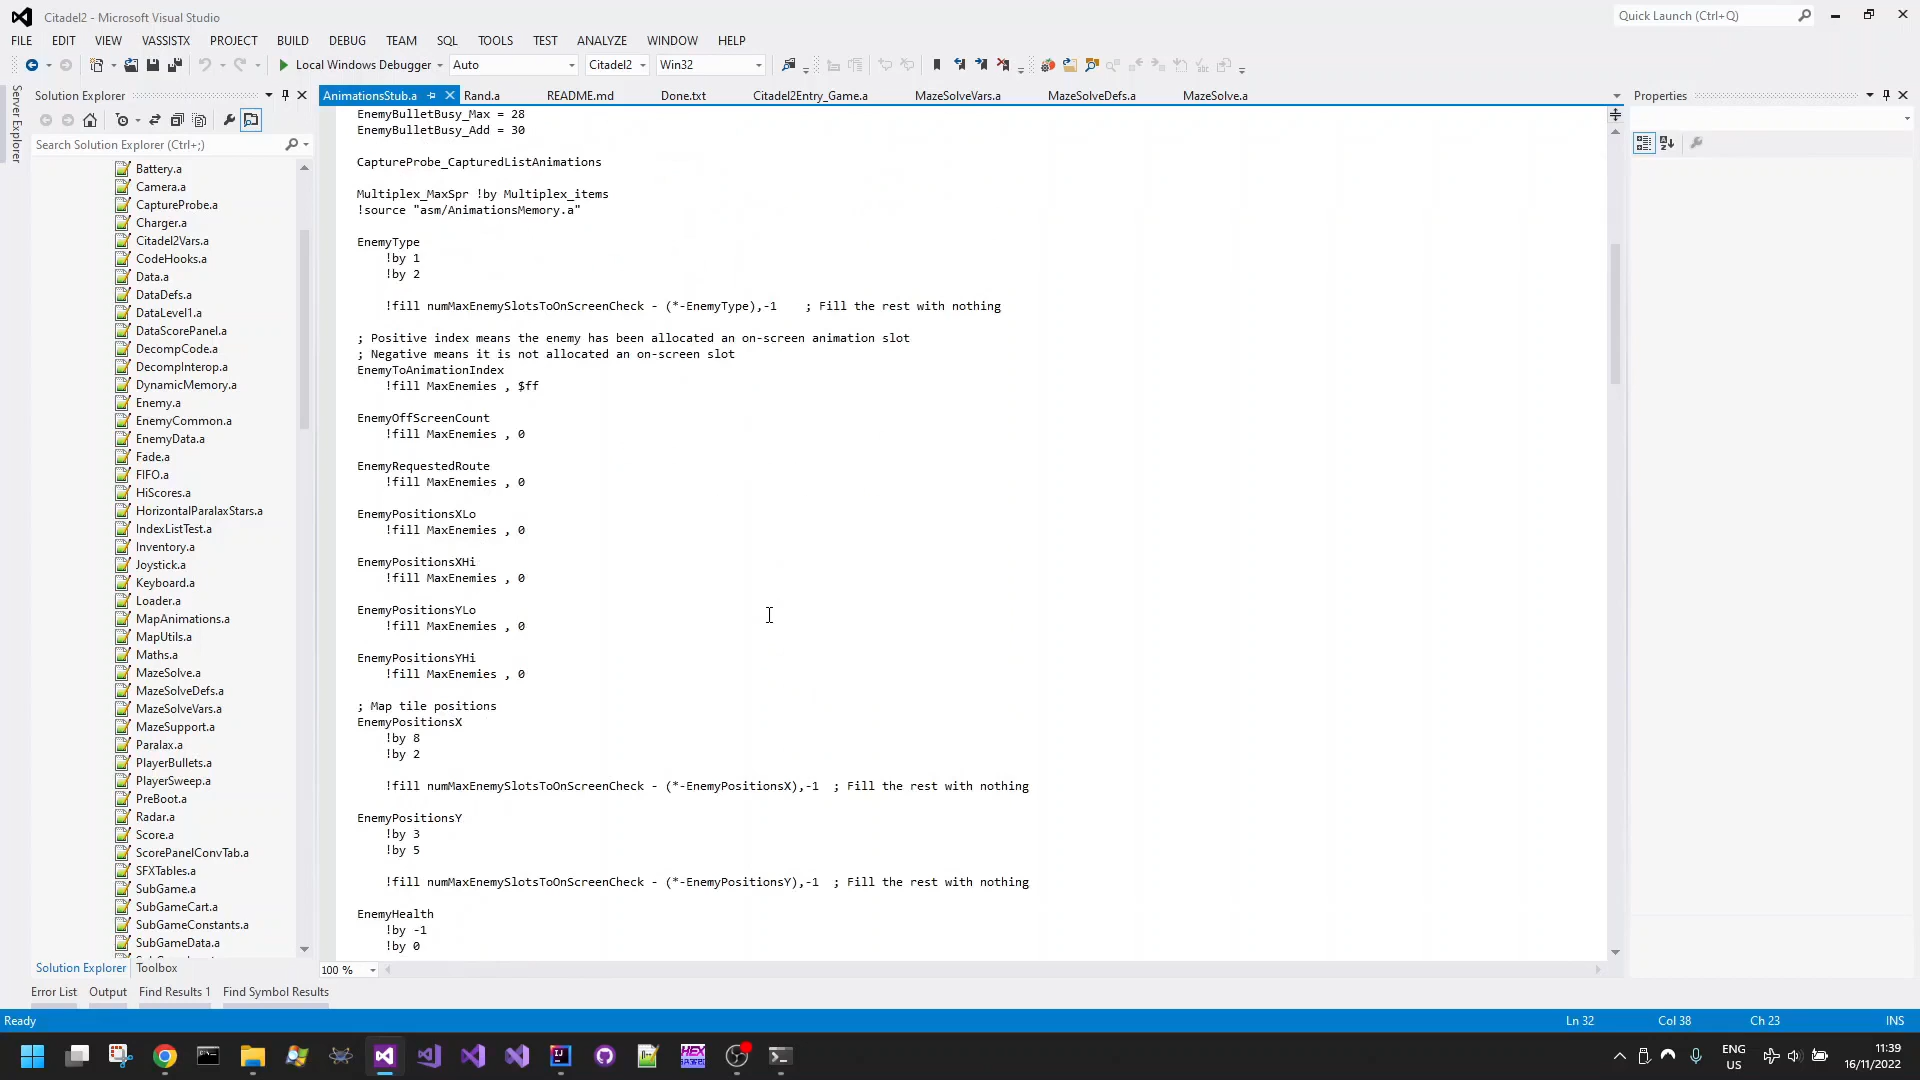 Citadel2 - Microsoft Visual Studio
Quick Launch (Ctrl+Q)
FILE EDIT VIEW VASSISTX PROJECT BUILD DEBUG TEAM SQL TOOLS TEST ANALYZE WINDOW HELP
Local Windows Debugger Auto Citadel2 Win32
Server Explorer
Solution Explorer
AnimationsStub.a Rand.a README.md Done.txt Citadel2Entry_Game.a MazeSolveVars.a MazeSolveDefs.a MazeSolve.a
Properties
Search Solution Explorer (Ctrl+;)
Battery.a
Camera.a
CaptureProbe.a
Charger.a
Citadel2Vars.a
CodeHooks.a
Data.a
DataDefs.a
DataLevel1.a
DataScorePanel.a
DecompCode.a
DecompInterop.a
DynamicMemory.a
Enemy.a
EnemyCommon.a
EnemyData.a
Fade.a
FIFO.a
HiScores.a
HorizontalParalaxStars.a
IndexListTest.a
Inventory.a
Joystick.a
Keyboard.a
Loader.a
MapAnimations.a
MapUtils.a
Maths.a
MazeSolve.a
MazeSolveDefs.a
MazeSolveVars.a
MazeSupport.a
Paralax.a
PlayerBullets.a
PlayerSweep.a
PreBoot.a
Radar.a
Score.a
ScorePanelConvTab.a
SFXTables.a
SubGame.a
SubGameCart.a
SubGameConstants.a
SubGameData.a
Solution Explorer Toolbox
EnemyBulletBusy_Max = 28
EnemyBulletBusy_Add = 30
CaptureProbe_CapturedListAnimations
Multiplex_MaxSpr !by Multiplex_items
!source "asm/AnimationsMemory.a"
EnemyType
!by 1
!by 2
!fill numMaxEnemySlotsToOnScreenCheck - (*-EnemyType),-1 ; Fill the rest with nothing
; Positive index means the enemy has been allocated an on-screen animation slot
; Negative means it is not allocated an on-screen slot
EnemyToAnimationIndex
!fill MaxEnemies , $ff
EnemyOffScreenCount
!fill MaxEnemies , 0
EnemyRequestedRoute
!fill MaxEnemies , 0
EnemyPositionsXLo
!fill MaxEnemies , 0
EnemyPositionsXHi
!fill MaxEnemies , 0
EnemyPositionsYLo
!fill MaxEnemies , 0
EnemyPositionsYHi
!fill MaxEnemies , 0
; Map tile positions
EnemyPositionsX
!by 8
!by 2
!fill numMaxEnemySlotsToOnScreenCheck - (*-EnemyPositionsX),-1 ; Fill the rest with nothing
EnemyPositionsY
!by 3
!by 5
!fill numMaxEnemySlotsToOnScreenCheck - (*-EnemyPositionsY),-1 ; Fill the rest with nothing
EnemyHealth
!by -1
!by 0
100 %
Error List Output Find Results 1 Find Symbol Results
Ready Ln 32 Col 38 Ch 23 INS
HEX
ENG
US
11:39
16/11/2022